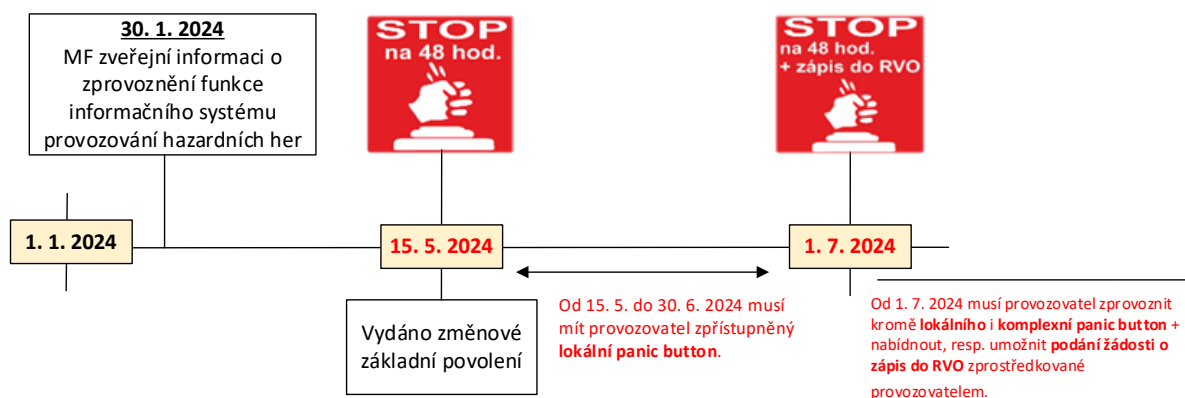 30. 1. 2024
MF zveřejní informaci o
zprovoznění funkce
informačního systému
provozování hazardních her
STOP
na 48 hod.
STOP
na 48 hod.
+ zápis do RVO
1. 1. 2024
15. 5. 2024
1. 7. 2024
Vydáno změnové
základní povolení
Od 15. 5. do 30. 6. 2024 musí
mít provozovatel zpřístupněný
lokální panic button.
Od 1. 7. 2024 musí provozovatel zprovoznit
kromě lokálního i komplexní panic button +
nabídnout, resp. umožnit podání žádosti o
zápis do RVO zprostředkované
provozovatelem.